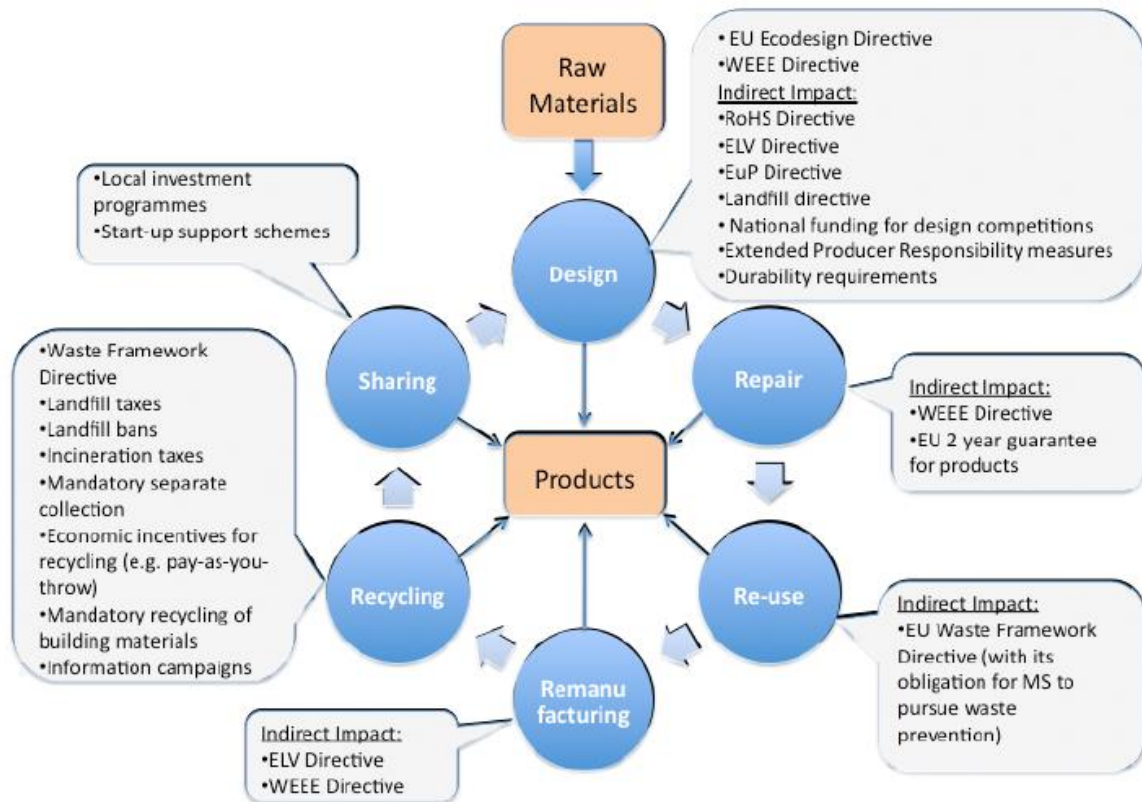 Raw
Materials
•EU Ecodesign Directive
•WEEE Directive
Indirect Impact:
•RoHS Directive
•ELV Directive
•EuP Directive
•Landfill directive
• National funding for design competitions
•Extended Producer Responsibility measures
•Durability requirements
•Local investment
programmes
•Start-up support schemes
Design
Sharing
Repair
•Waste Framework
Directive
•Landfill taxes
•Landfill bans
•Incineration taxes
•Mandatory separate
collection
•Economic incentives for
recycling (e.g. pay-as-you-
throw)
•Mandatory recycling of
building materials
•Information campaigns
Indirect Impact:
•WEEE Directive
•EU 2 year guarantee
for products
Products
Recycling
Re-use
Remanu
facturing
Indirect Impact:
•EU Waste Framework
Directive (with its
obligation for MS to
pursue waste
prevention)
Indirect Impact:
•ELV Directive
•WEEE Directive